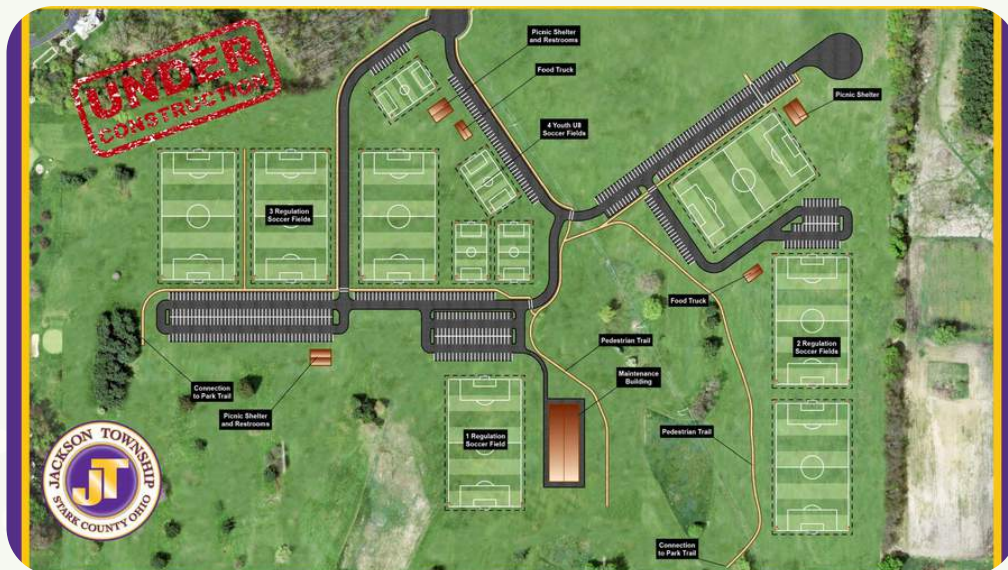 UNDER
CONSTRUCTION
Picnic Shelter
and Restrooms
Food Truck
Picnic Shelter
4 Youth U8
Soccer Fields
3 Regulation
Soccer Fields
Food Truck
Pedestrian Trail
2 Regulation
Soccer Fields
Maintenance
Building
Connection
to Park Trail
Picnic Shelter
and Restrooms
1 Regulation
Soccer Field
Pedestrian Trail
JACKSON TOWNSHIP
JT
STARK COUNTY OHIO
Connection
to Park Trail